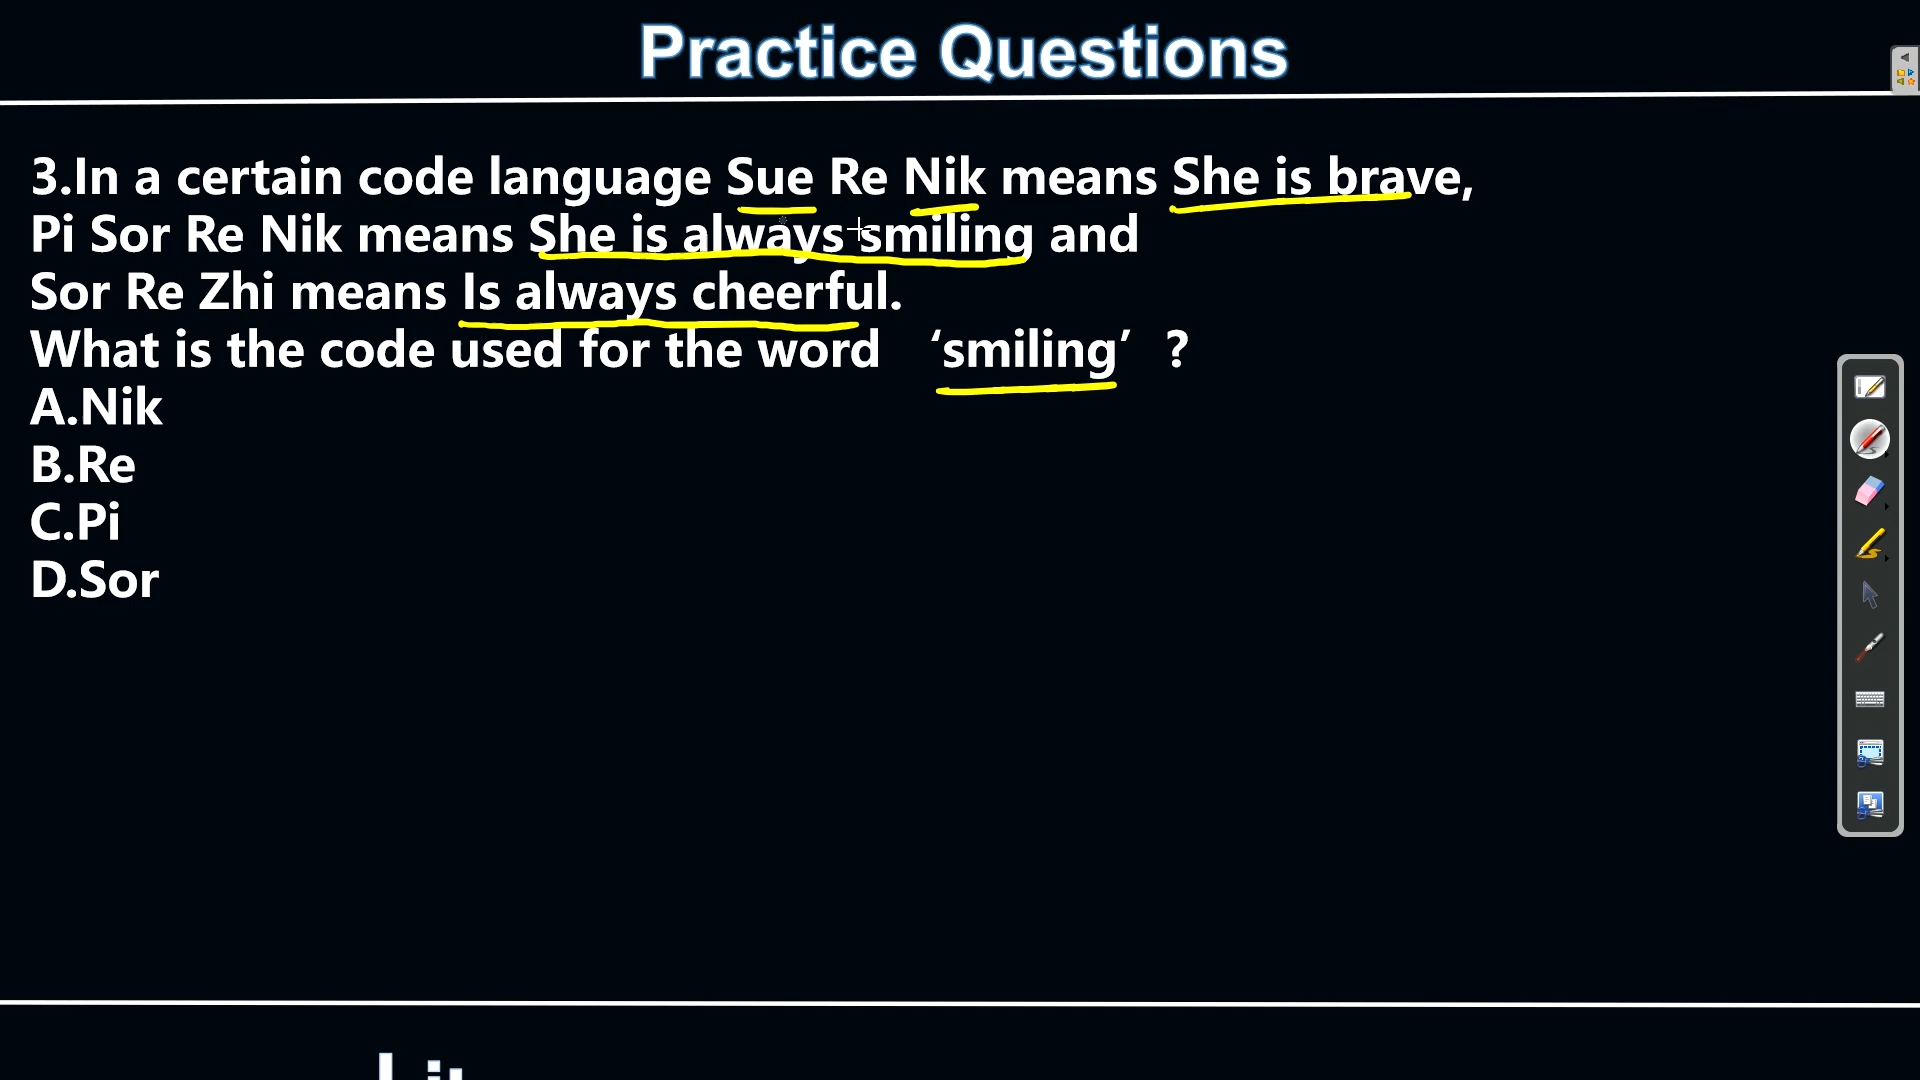 Practice Questions
3.In a certain code language Sue Re Nik means She is brave,
Pi Sor Re Nik means She is always smiling and
Sor Re Zhi means Is always cheerful.
What is the code used for the word ‘smiling’ ?
A.Nik
B.Re
C.Pi
D.Sor